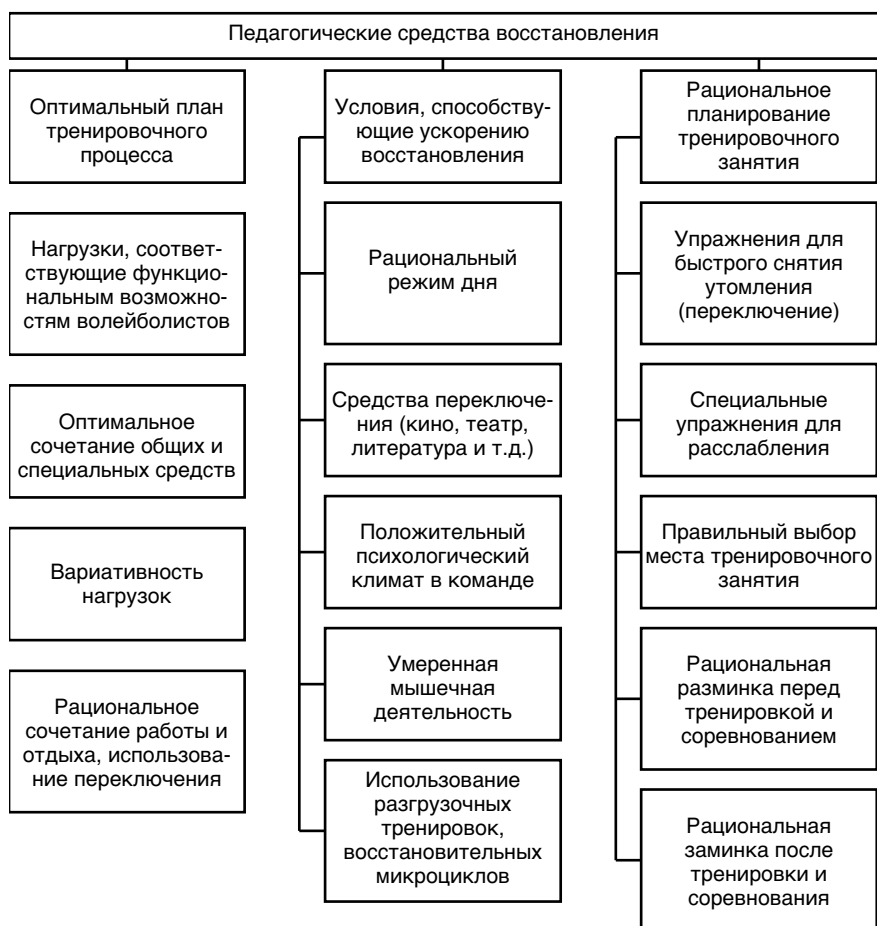 Педагогические средства восстановления
Оптимальный план
тренировочного
процесса
Нагрузки, соответ-
ствующие функцио-
нальным возможно-
стям волейболистов
Оптимальное
сочетание общих и
специальных средств
Вариативность
нагрузок
Рациональное
сочетание работы и
отдыха, использова-
ние переключения
Условия, способству-
ющие ускорению
восстановления
Рациональный
режим дня
Средства переключе-
ния (кино, театр,
литература и т.д.)
Положительный
психологический
климат в команде
Умеренная
мышечная
деятельность
Использование
разгрузочных
тренировок,
восстановительных
микроциклов
Рациональное
планирование
тренировочного
занятия
Упражнения для
быстрого снятия
утомления
(переключение)
Специальные
упражнения для
расслабления
Правильный выбор
места тренировочного
занятия
Рациональная
разминка перед
тренировкой и
соревнованием
Рациональная
заминка после
тренировки и
соревнования